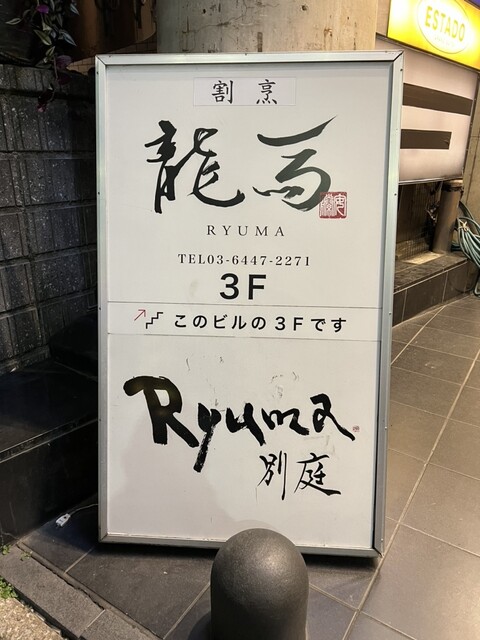 ESTADO
割烹
龍馬
RYUMA
TEL03-6447-2271
3F
このビルの3Fです
Ryuma
別庭